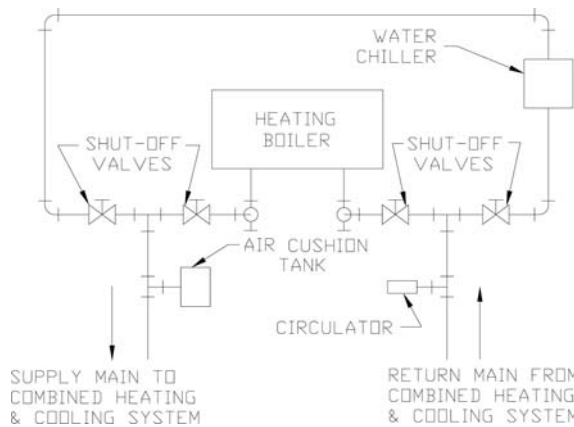 WATER
CHILLER
HEATING
BOILER
SHUT-OFF
VALVES
SHUT-OFF
VALVES
AIR CUSHION
TANK
CIRCULATOR
SUPPLY MAIN TO
COMBINED HEATING
& COOLING SYSTEM
RETURN MAIN FROM
COMBINED HEATING
& COOLING SYSTEM